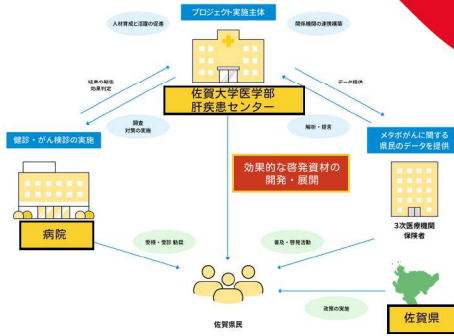 プロジェクト実施主体
人材育成と活躍の促進
関係機関の連携構築
結果の解析
効果判定
データ提供
佐賀大学医学部
肝疾患センター
調査
対策の実施
解析・提言
健診・がん検診の実施
メタボがんに関する
県民のデータを提供
効果的な啓発資材の
開発・展開
病院
3次医療機関
保険者
受検・受診 勧奨
普及・啓発活動
佐賀県民
政策の実施
佐賀県